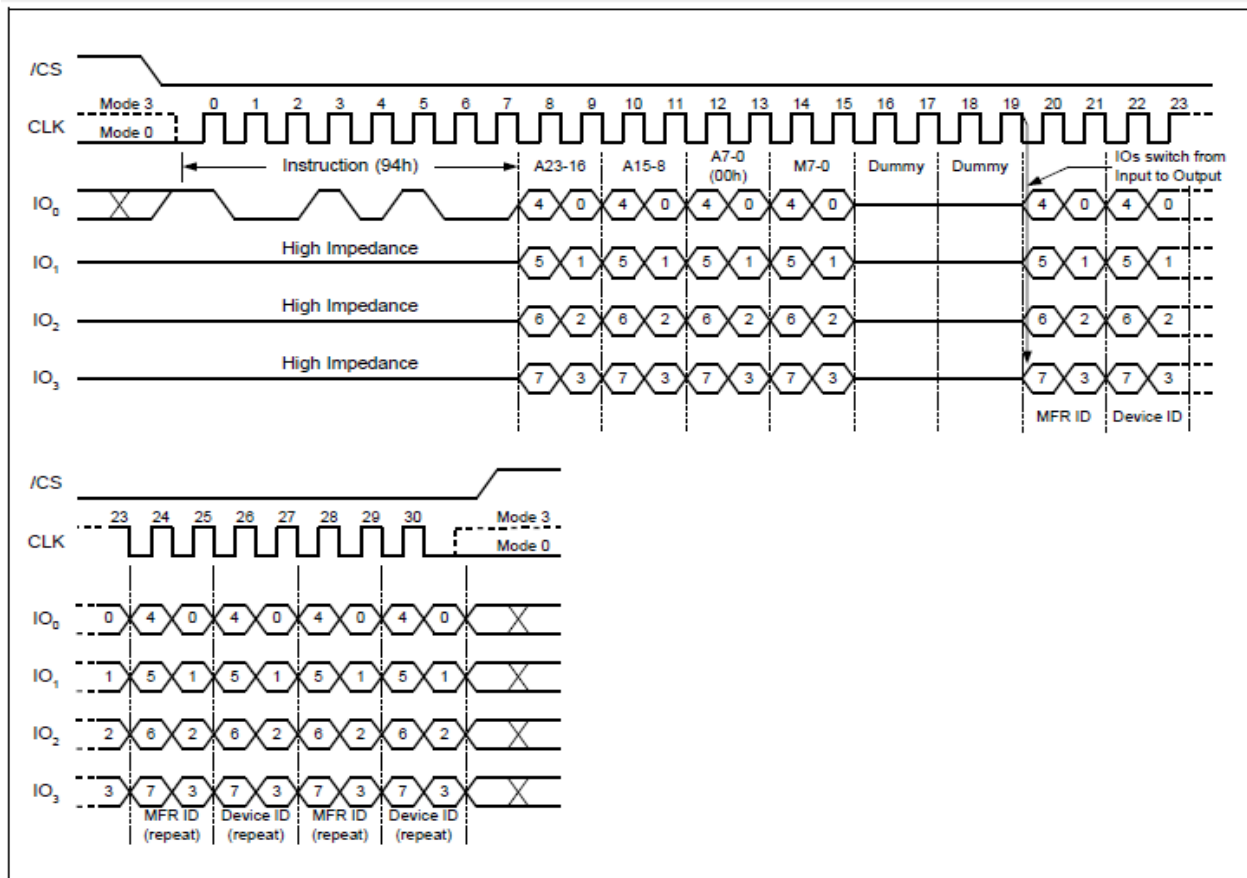 /CS
Mode 3 0 1 2 3 4 5 6 7 8 9 10 11 12 13 14 15 16 17 18 19 20 21 22 23
CLK Mode 0
Instruction (94h) A23-16 A15-8 A7-0 (00h) M7-0 Dummy Dummy IOs switch from
Input to Output
IO0 4 0 4 0 4 0 4 0 4 0 4 0
High Impedance
IO1 5 1 5 1 5 1 5 1 5 1 5 1
High Impedance
IO2 6 2 6 2 6 2 6 2 6 2 6 2
High Impedance
IO3 7 3 7 3 7 3 7 3 7 3 7 3
MFR ID Device ID
/CS
23 24 25 26 27 28 29 30 Mode 3
CLK Mode 0
IO0 0 4 0 4 0 4 0 4 0
IO1 1 5 1 5 1 5 1 5 1
IO2 2 6 2 6 2 6 2 6 2
IO3 3 7 3 7 3 7 3 7 3
MFR ID Device ID MFR ID Device ID
(repeat) (repeat) (repeat) (repeat)